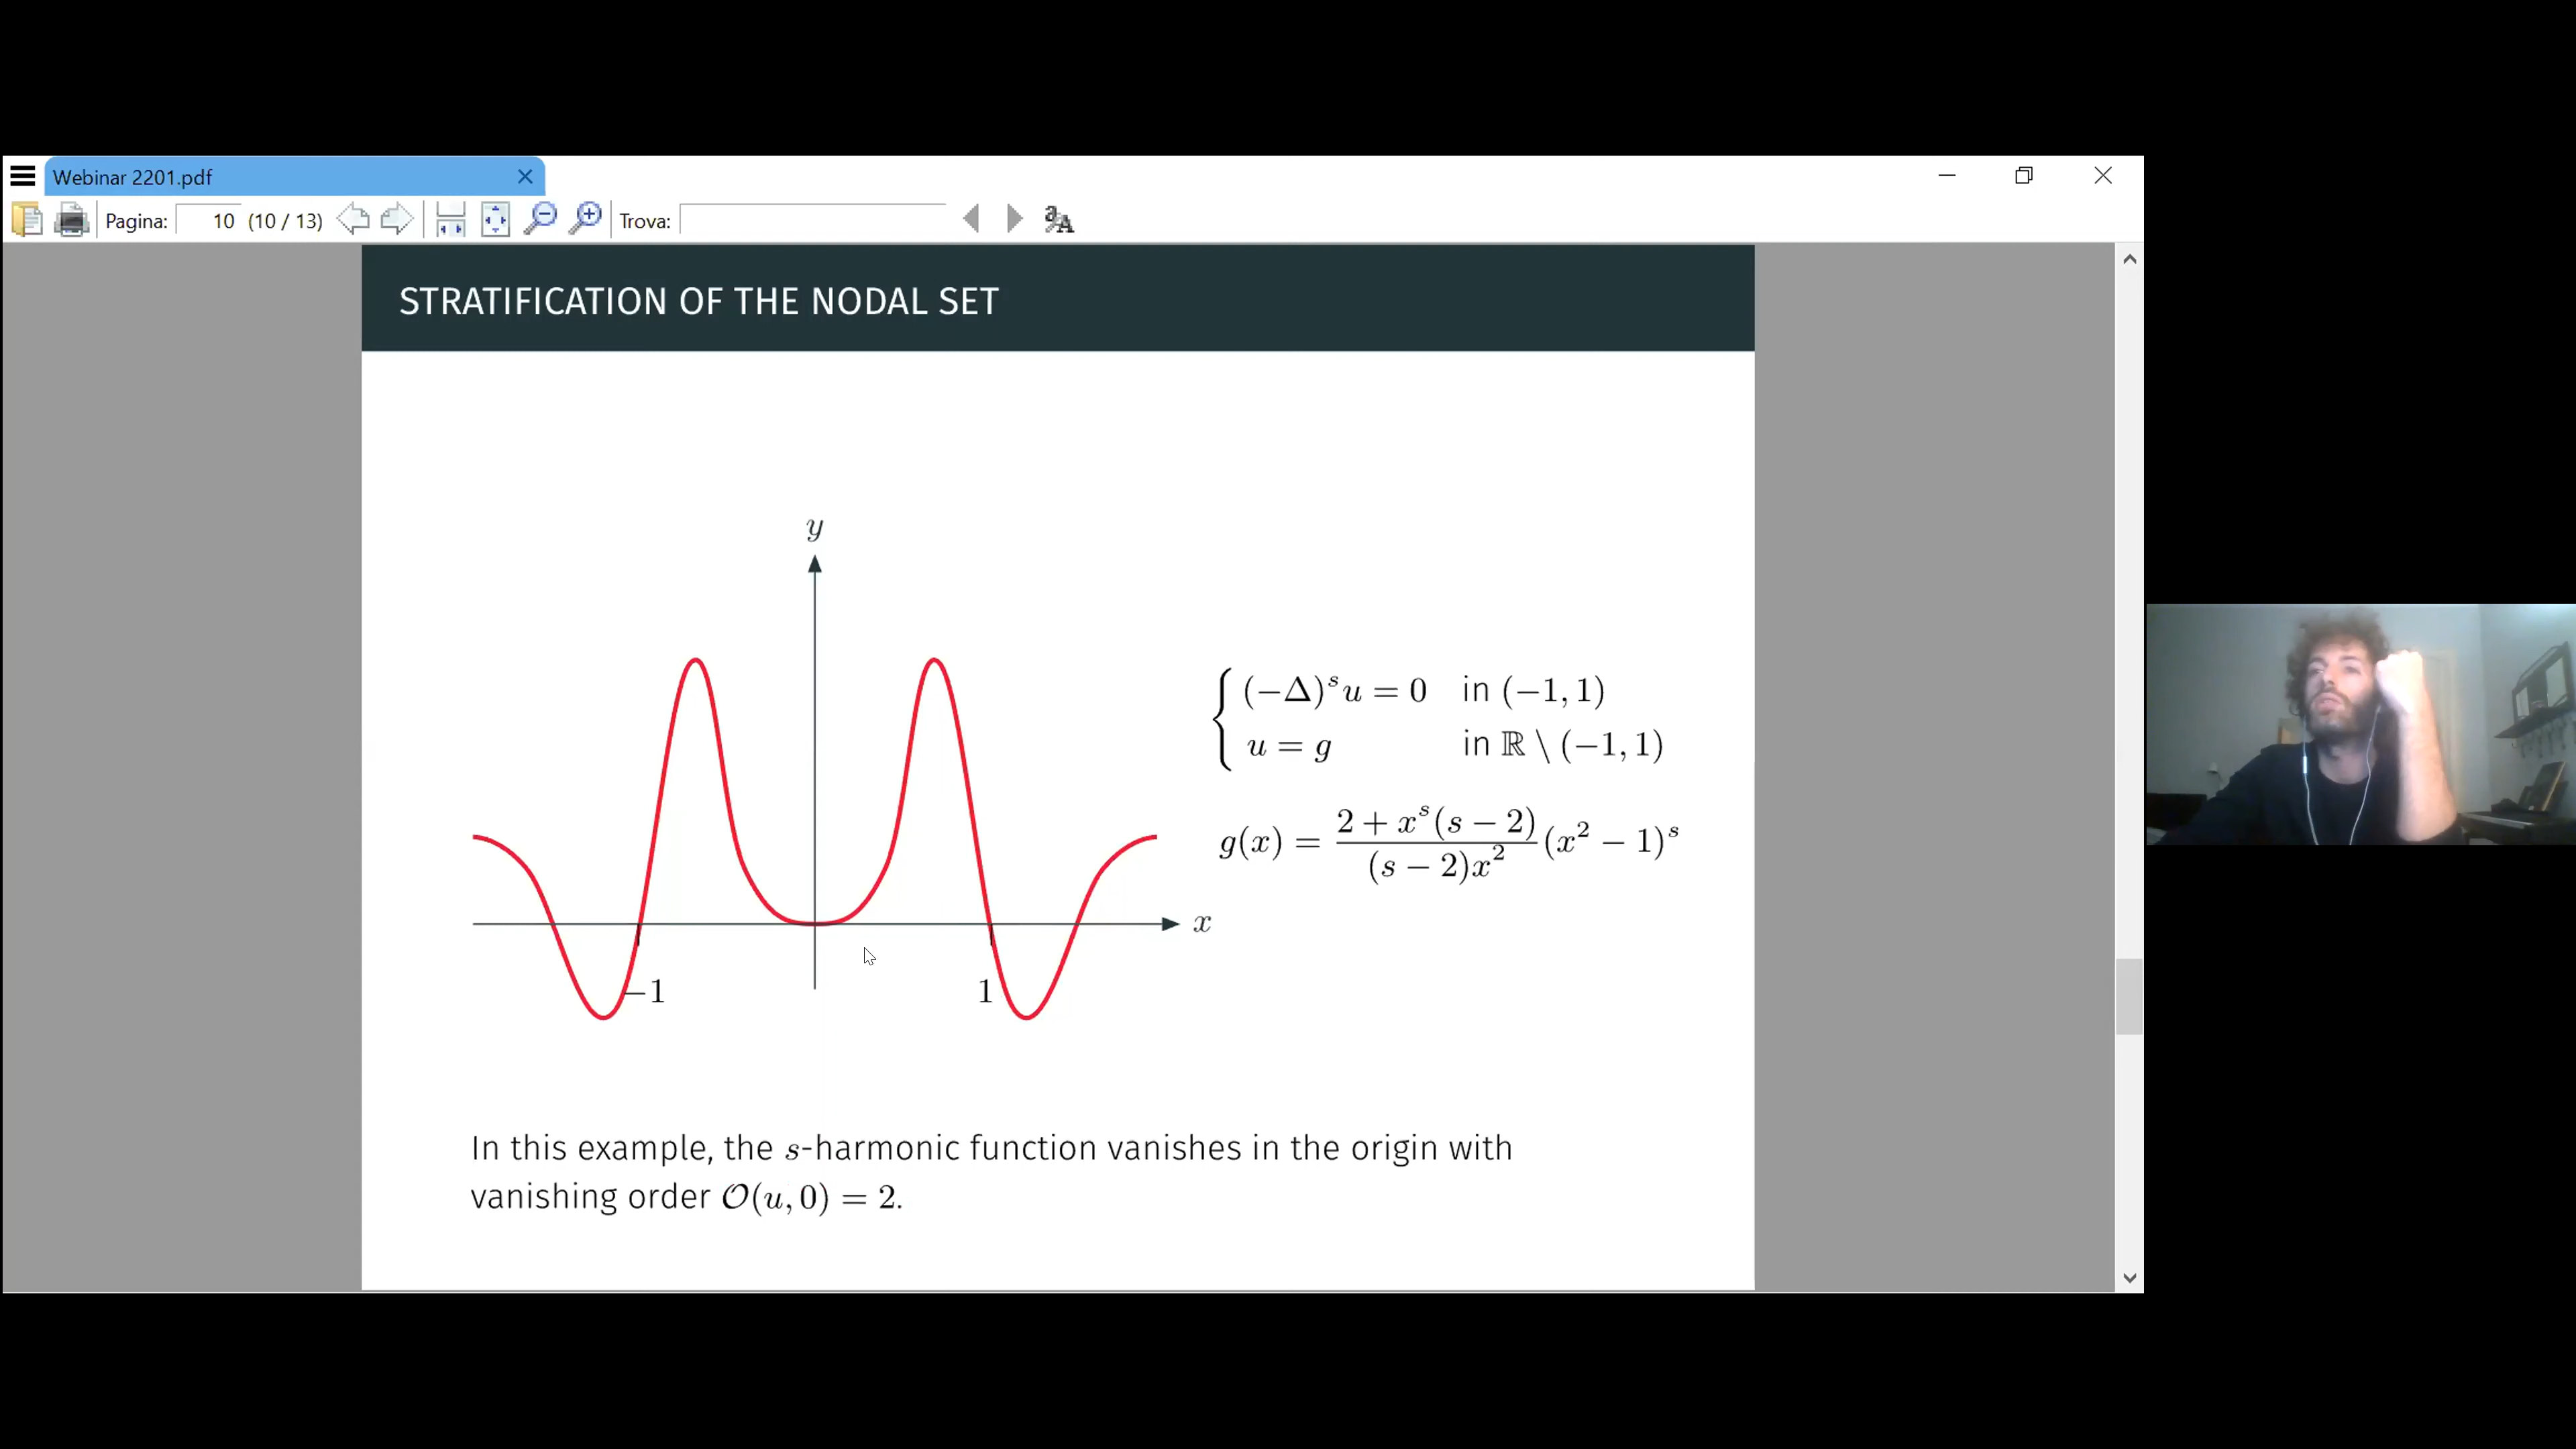 Webinar 2201.pdf
Pagina: 10 (10 / 13) Trova:
STRATIFICATION OF THE NODAL SET
y
(−Δ)^s u = 0 in (−1, 1)
u = g in ℝ \ (−1, 1)
g(x) = \frac{2 + x^s(s − 2)}{(s − 2)x^2}(x^2 − 1)^s
x
−1 1
In this example, the s-harmonic function vanishes in the origin with
vanishing order 𝒪(u, 0) = 2.